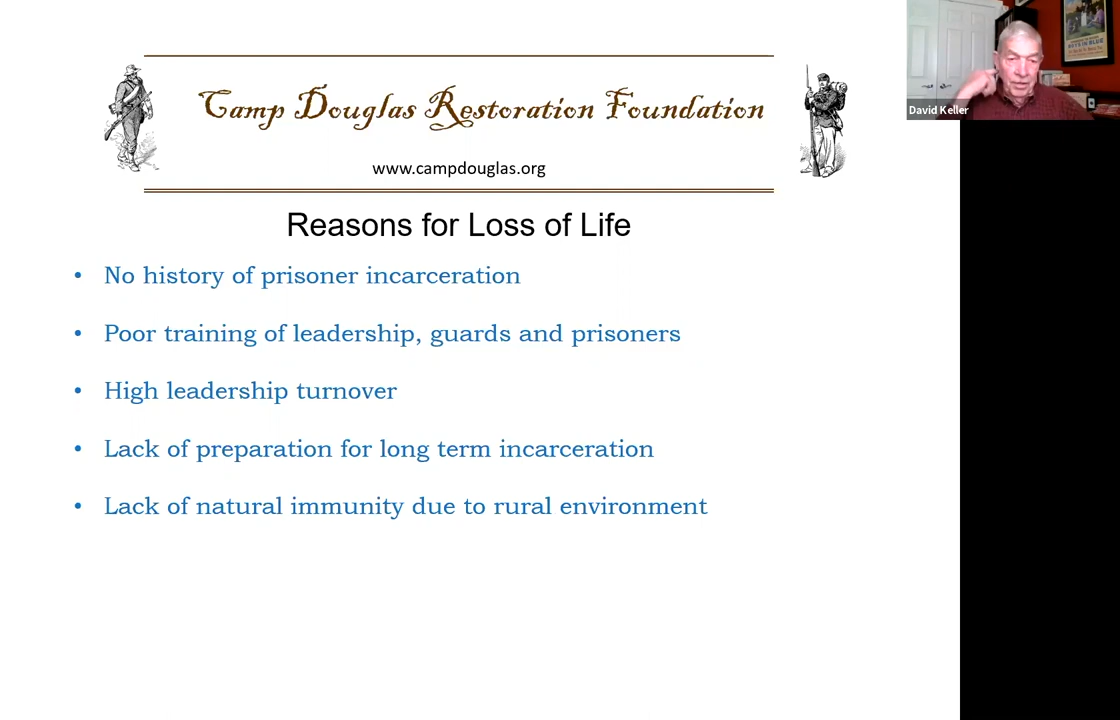 Camp Douglas Restoration Foundation
www.campdouglas.org
David Keller
Reasons for Loss of Life
• No history of prisoner incarceration
• Poor training of leadership, guards and prisoners
• High leadership turnover
• Lack of preparation for long term incarceration
• Lack of natural immunity due to rural environment